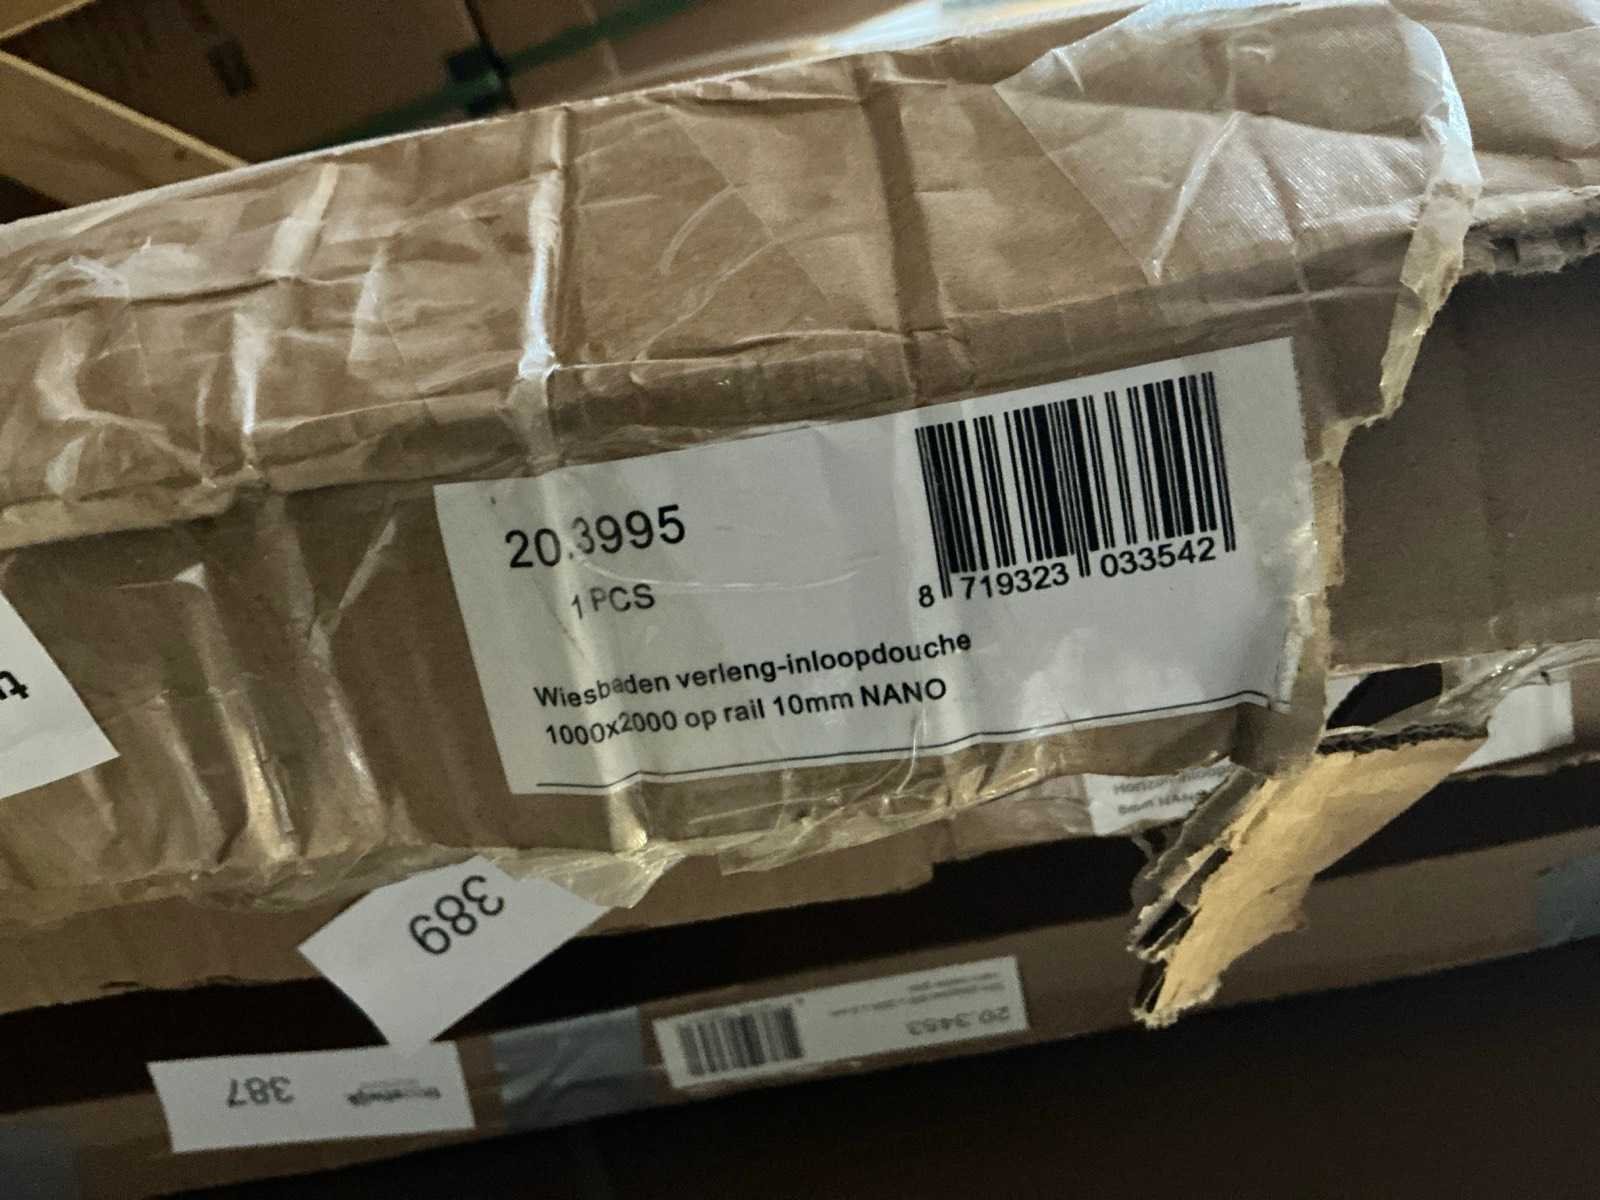 20.3995
1 PCS
8 719323 033542
Wiesbaden verleng-inloopdouche
1000x2000 op rail 10mm NANO
389
387
20.3453